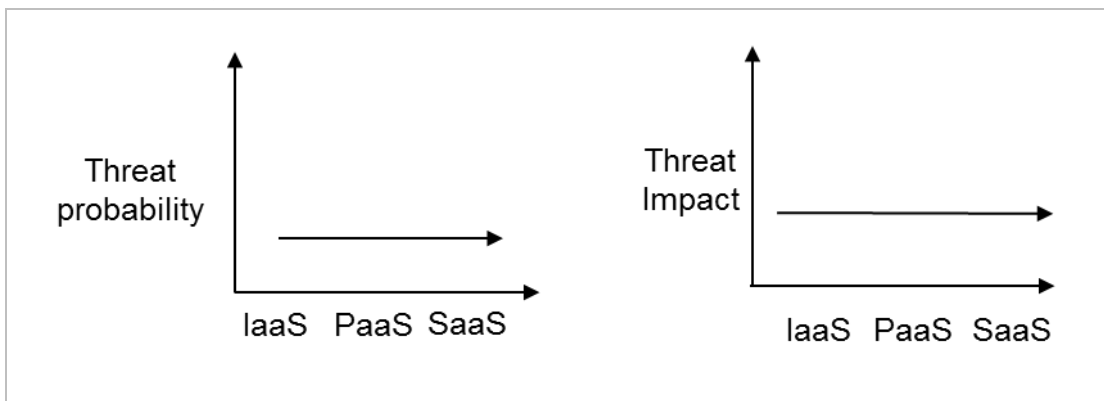 Threat
probability
IaaS PaaS SaaS
Threat
Impact
IaaS PaaS SaaS